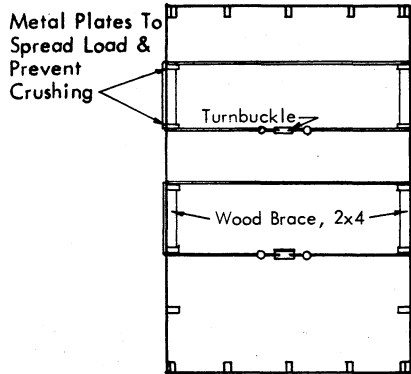 Metal Plates To
Spread Load &
Prevent
Crushing
Turnbuckle
Wood Brace, 2x4